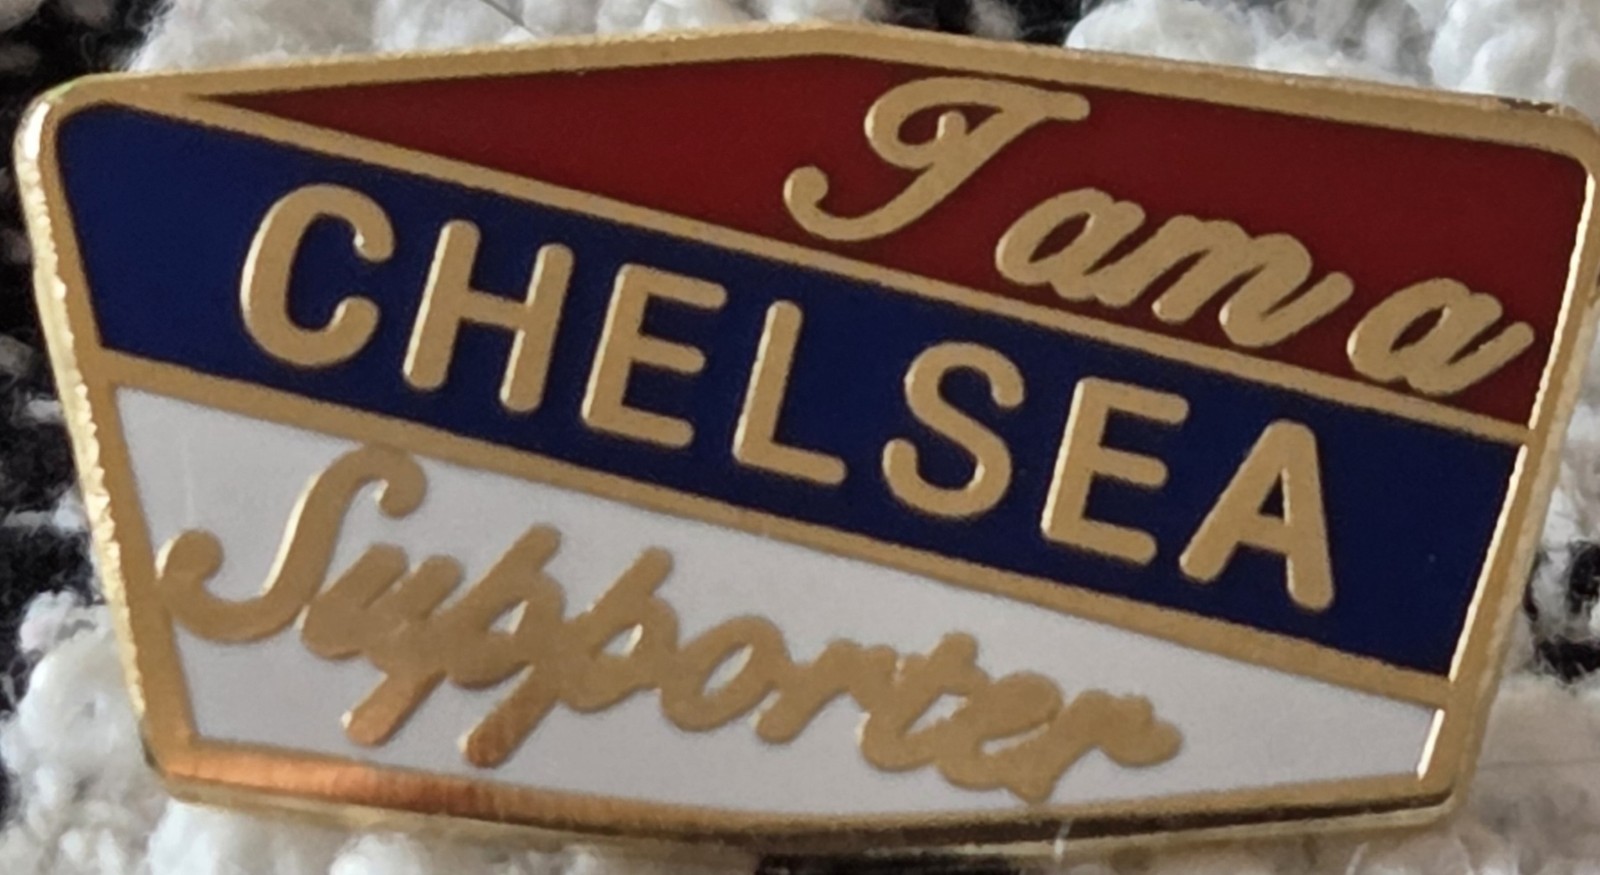 I am a
CHELSEA
Supporter